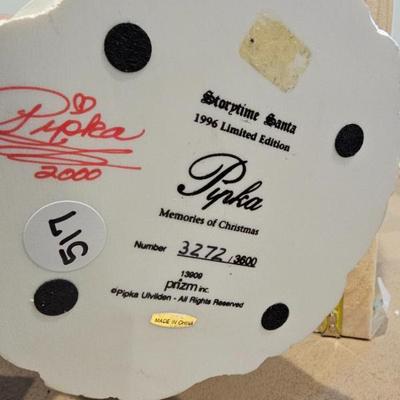 Storytime Santa
1996 Limited Edition
Pipka
Memories of Christmas
Number 3272 / 3600
13909
prizm inc.
©Pipka Ulvilden - All Rights Reserved
MADE IN CHINA
Pipka
2000
517